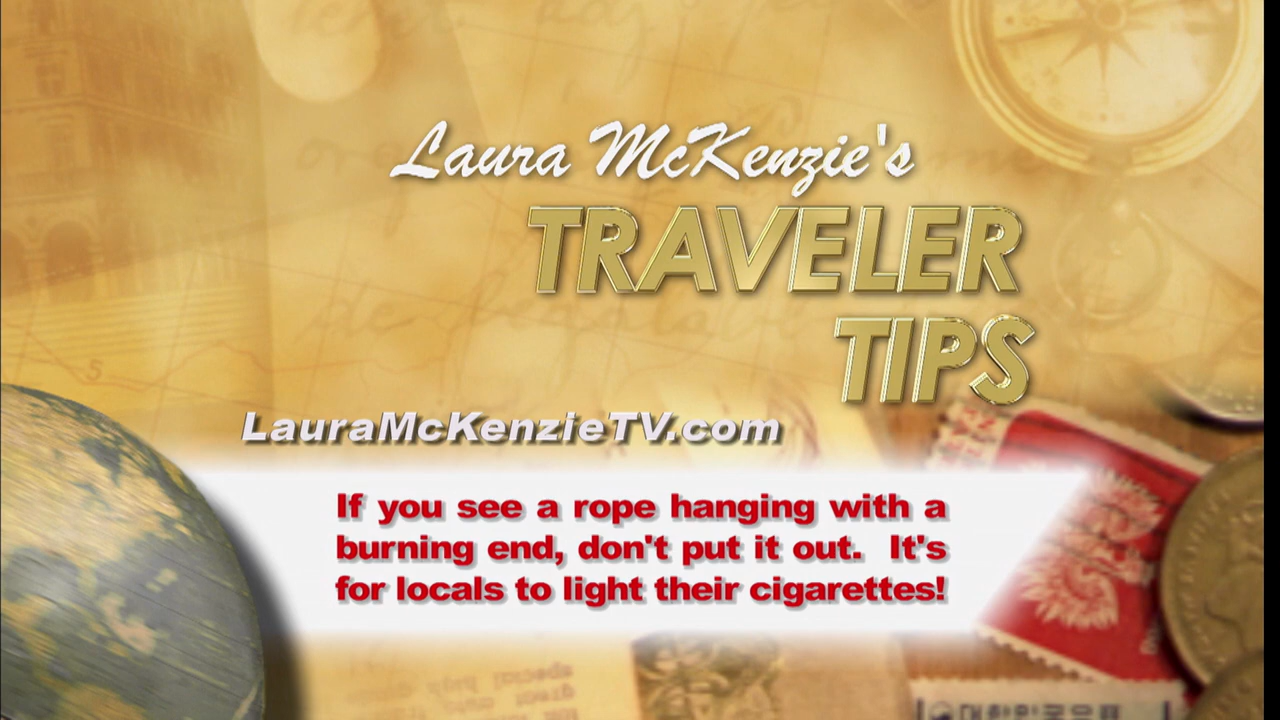 Laura McKenzie's
TRAVELER
TIPS
LauraMcKenzieTV.com
If you see a rope hanging with a
burning end, don't put it out.  It's
for locals to light their cigarettes!